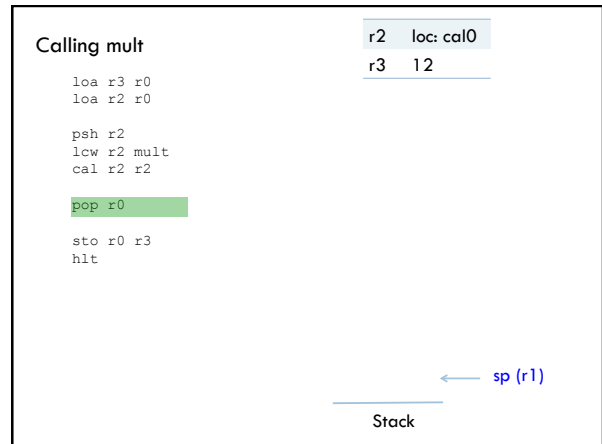 Calling mult
loa r3 r0
loa r2 r0
psh r2
lcw r2 mult
cal r2 r2
pop r0
sto r0 r3
hlt
r2 loc: cal0
r3 12
sp (r1)
Stack